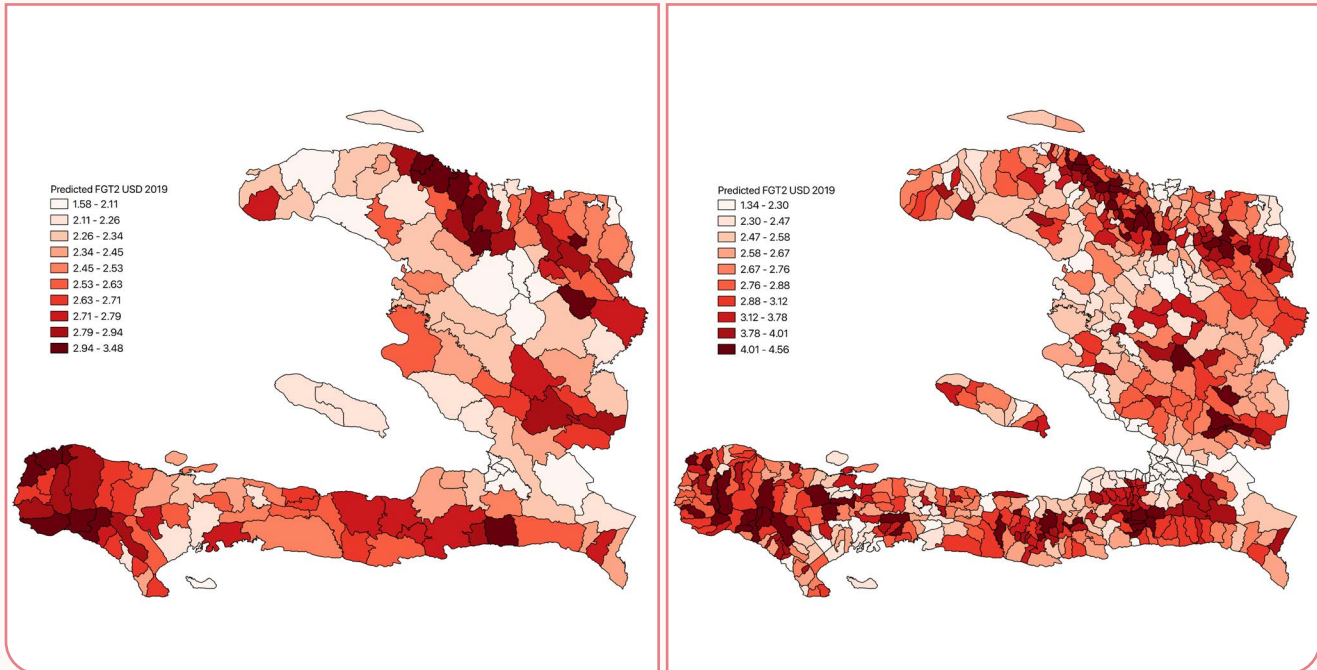 Predicted FGT2 USD 2019
1.58 - 2.11
2.11 - 2.26
2.26 - 2.34
2.34 - 2.45
2.45 - 2.53
2.53 - 2.63
2.63 - 2.71
2.71 - 2.79
2.79 - 2.94
2.94 - 3.48
Predicted FGT2 USD 2019
1.34 - 2.30
2.30 - 2.47
2.47 - 2.58
2.58 - 2.67
2.67 - 2.76
2.76 - 2.88
2.88 - 3.12
3.12 - 3.78
3.78 - 4.01
4.01 - 4.56